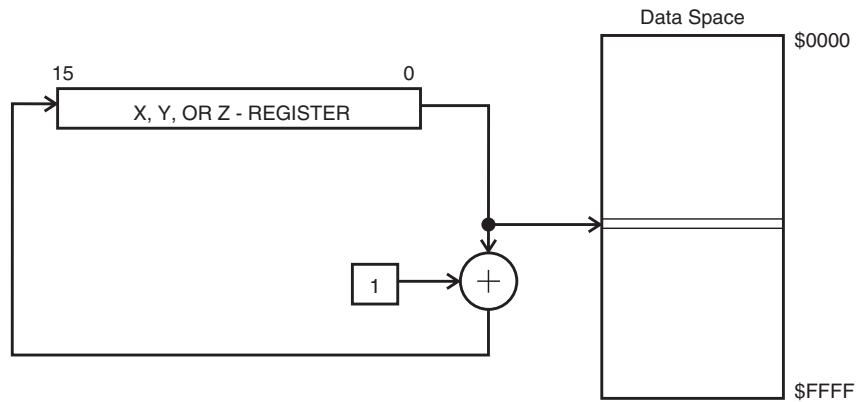 Data Space
$0000
15
0
X, Y, OR Z - REGISTER
1
+
$FFFF